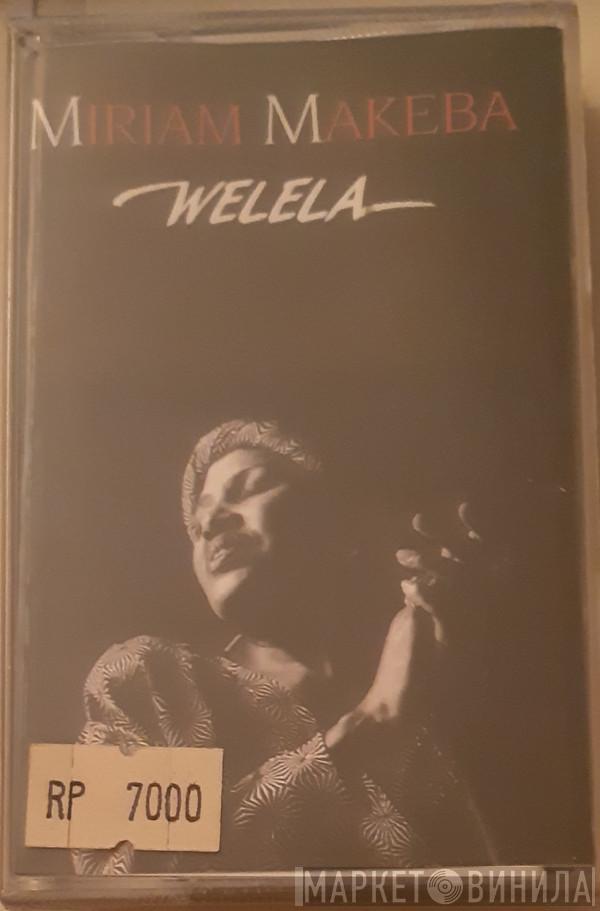 MIRIAM MAKEBA
WELELA
RP 7000
МАРКЕТ ВИНИЛА